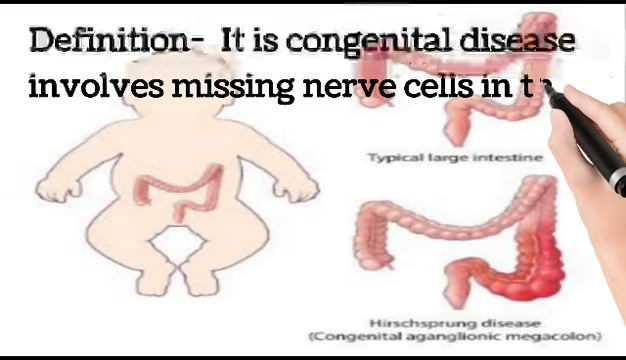 Definition- It is congenital disease
involves missing nerve cells in t
Typical large intestine
Hirschsprung disease
(Congenital aganglionic megacolon)